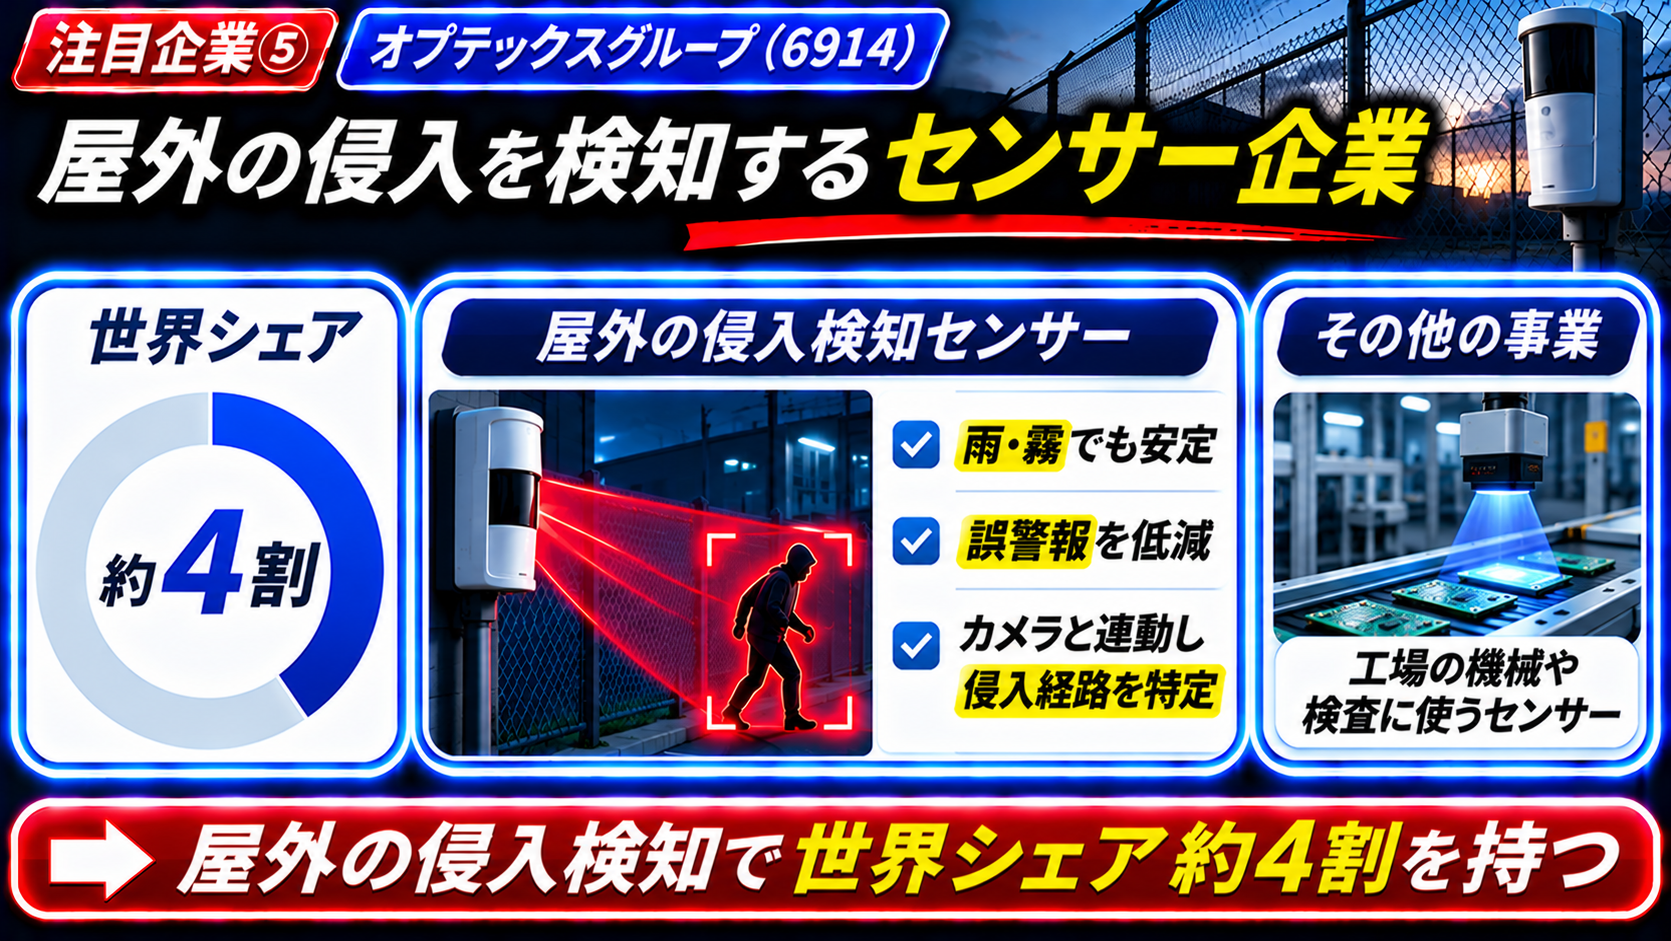 注目企業⑤
オプテックスグループ(6914)
屋外の侵入を検知するセンサー企業
世界シェア
約4割
屋外の侵入検知センサー
雨・霧でも安定
誤警報を低減
カメラと連動し
侵入経路を特定
その他の事業
工場の機械や
検査に使うセンサー
屋外の侵入検知で世界シェア約4割を持つ